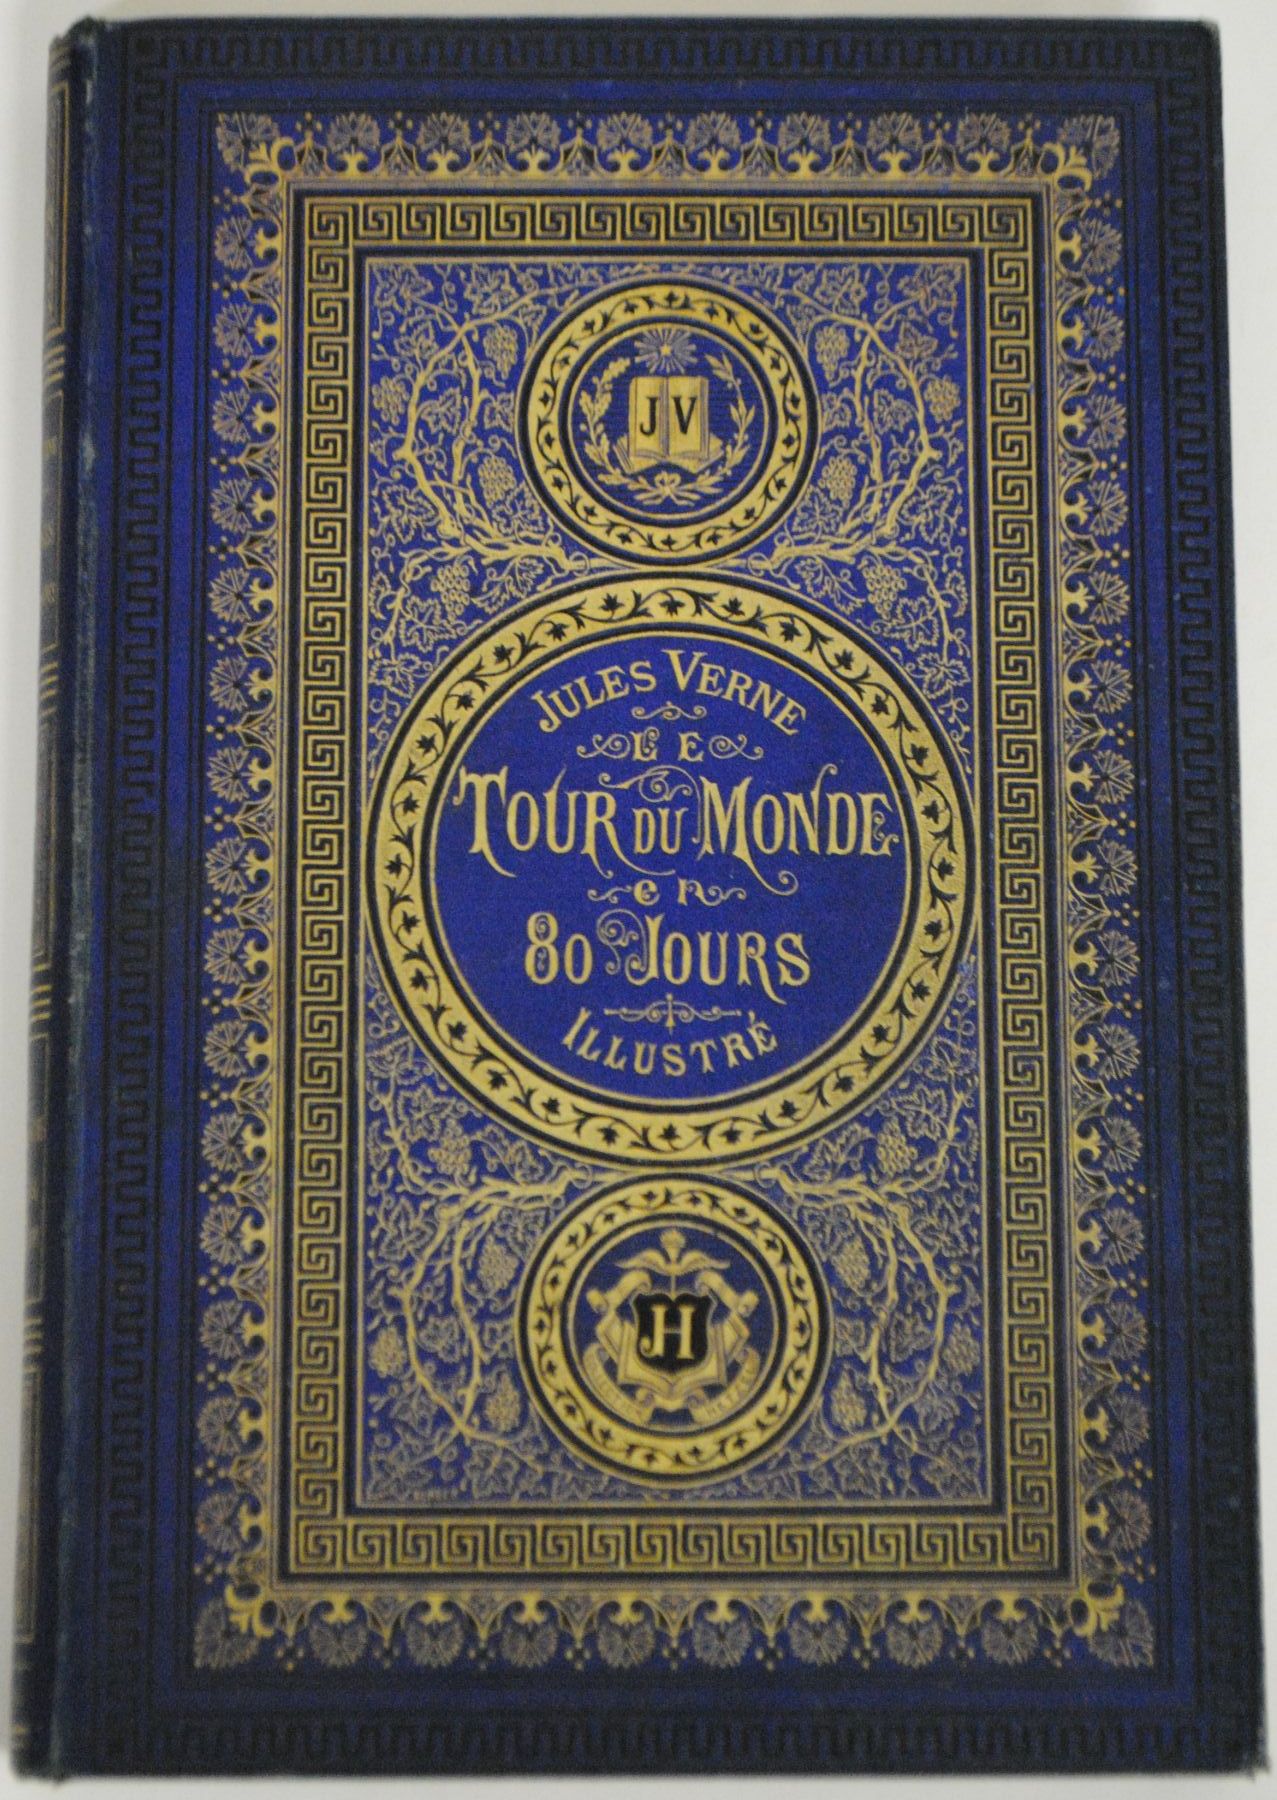 JV
JULES VERNE
LE
TOUR DU MONDE
en
80 JOURS
ILLUSTRÉ
JH